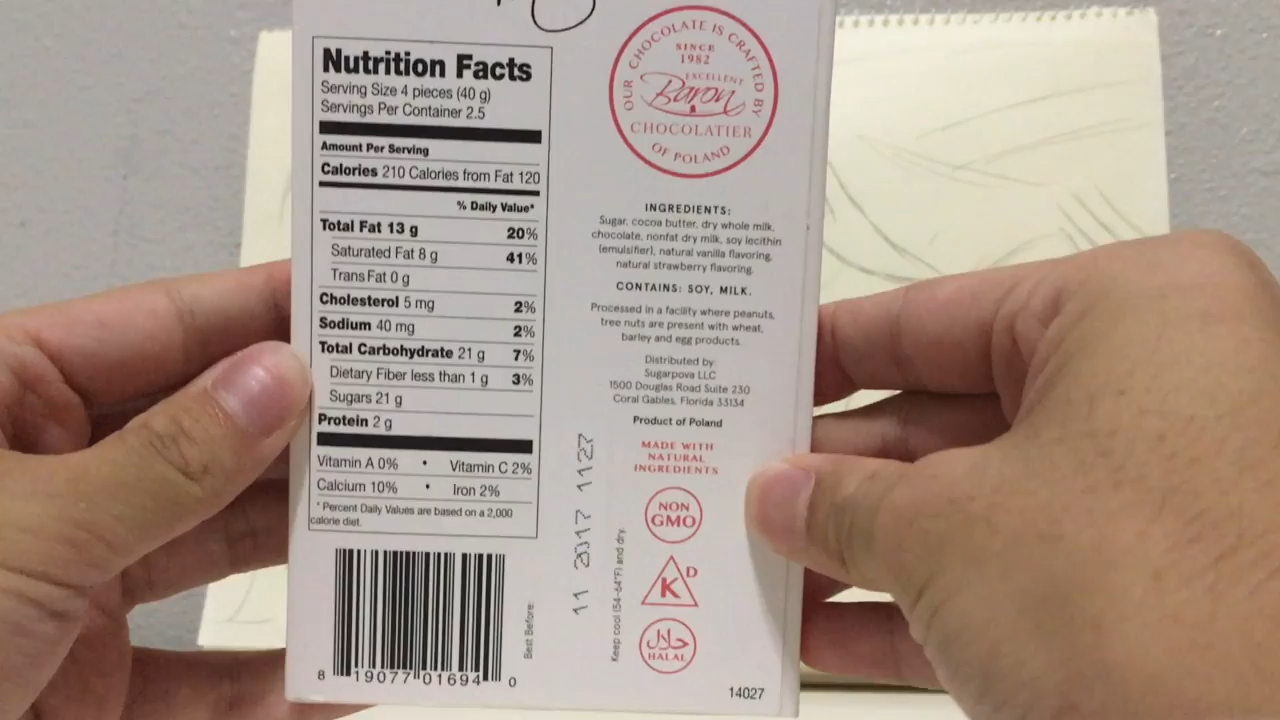 Nutrition Facts
Serving Size 4 pieces (40 g)
Servings Per Container 2.5
Amount Per Serving
Calories 210 Calories from Fat 120
% Daily Value*
Total Fat 13 g 20%
Saturated Fat 8 g 41%
Trans Fat 0 g
Cholesterol 5 mg 2%
Sodium 40 mg 2%
Total Carbohydrate 21 g 7%
Dietary Fiber less than 1 g 3%
Sugars 21 g
Protein 2 g
Vitamin A 0% • Vitamin C 2%
Calcium 10% • Iron 2%
* Percent Daily Values are based on a 2,000
calorie diet.
8 19077 01694 0
Best Before:
11 2017 1127
Keep cool (54-64°F) and dry.
OUR CHOCOLATE IS CRAFTED BY
SINCE
1982
EXCELLENT
Baron
CHOCOLATIER
OF POLAND
INGREDIENTS:
Sugar, cocoa butter, dry whole milk,
chocolate, nonfat dry milk, soy lecithin
(emulsifier), natural vanilla flavoring,
natural strawberry flavoring.
CONTAINS: SOY, MILK.
Processed in a facility where peanuts,
tree nuts are present with wheat,
barley and egg products.
Distributed by:
Sugarpova LLC
1500 Douglas Road Suite 230
Coral Gables, Florida 33134
Product of Poland
MADE WITH
NATURAL
INGREDIENTS
NON
GMO
K D
حلال
HALAL
14027